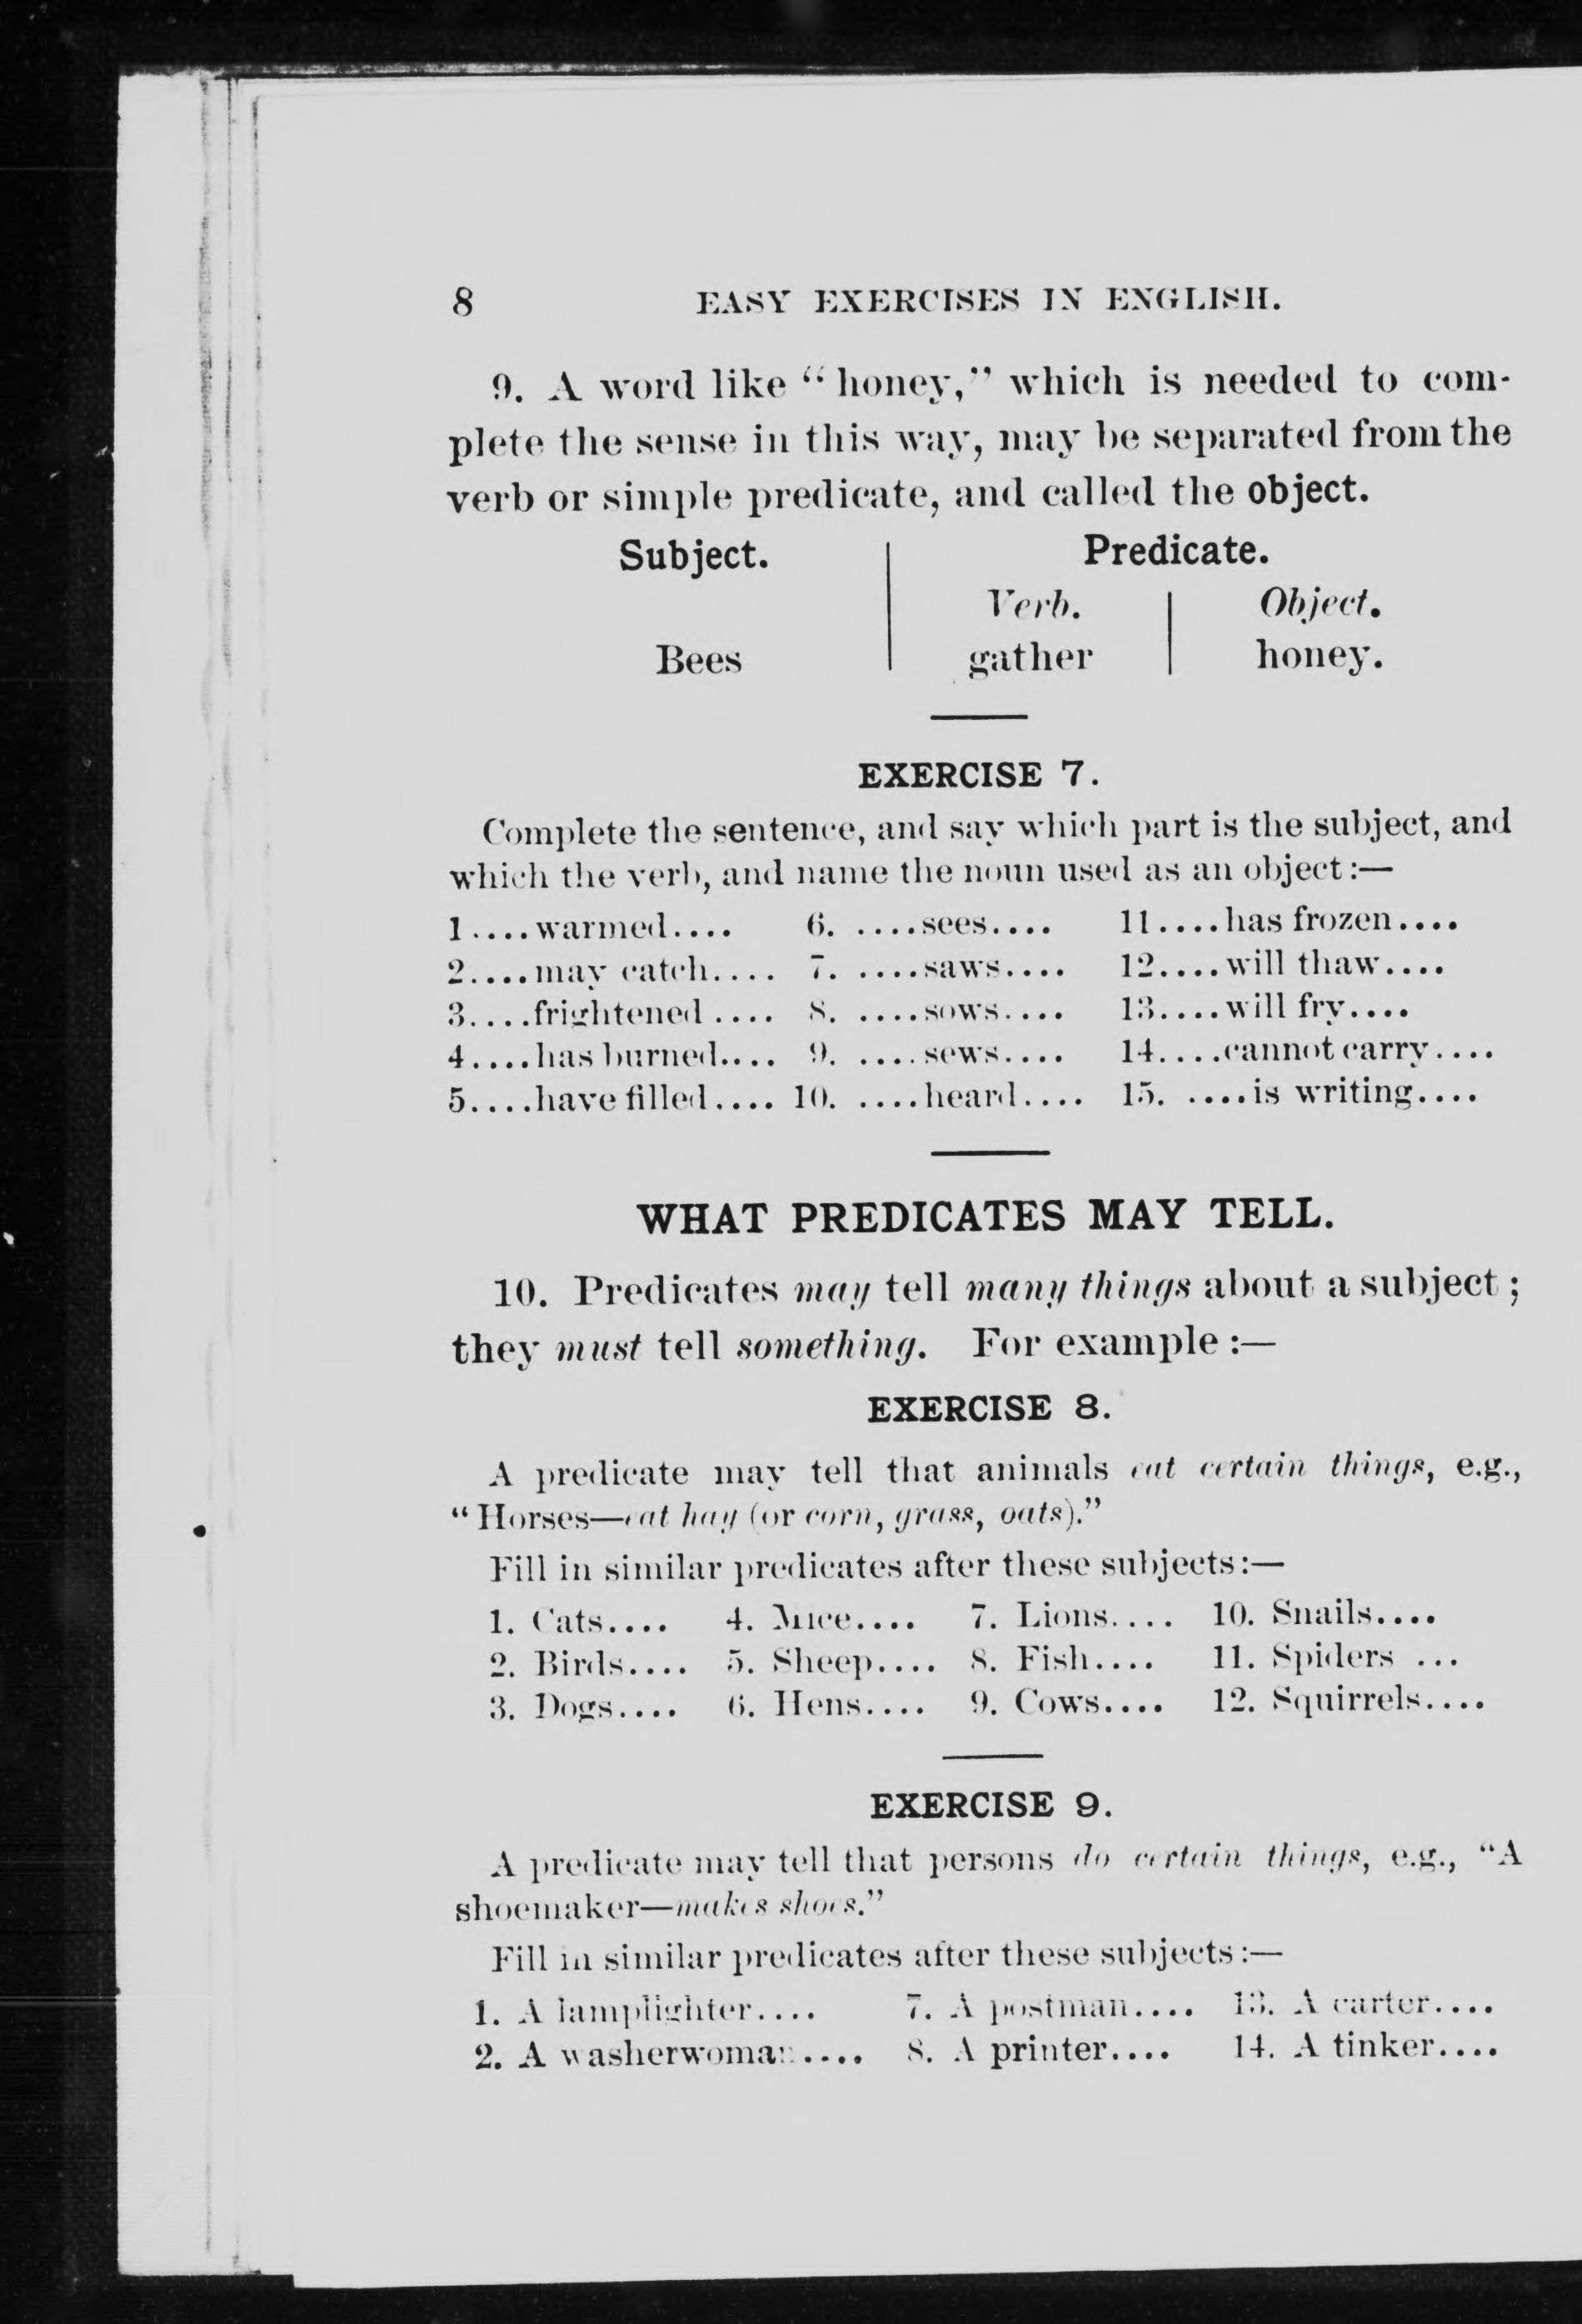 8 EASY EXERCISES IN ENGLISH.
9. A word like "honey," which is needed to com-
plete the sense in this way, may be separated from the
verb or simple predicate, and called the object.
Subject. Predicate.
Verb. Object.
Bees gather honey.
EXERCISE 7.
Complete the sentence, and say which part is the subject, and
which the verb, and name the noun used as an object:—
1....warmed.... 6. ....sees.... 11....has frozen....
2....may catch.... 7. ....saws.... 12....will thaw....
3....frightened .... 8. ....sows.... 13....will fry....
4....has burned.... 9. ....sews.... 14....cannot carry....
5....have filled.... 10. ....heard.... 15. ....is writing....
WHAT PREDICATES MAY TELL.
10. Predicates may tell many things about a subject;
they must tell something. For example:—
EXERCISE 8.
A predicate may tell that animals eat certain things, e.g.,
"Horses—eat hay (or corn, grass, oats)."
Fill in similar predicates after these subjects:—
1. Cats.... 4. Mice.... 7. Lions.... 10. Snails....
2. Birds.... 5. Sheep.... 8. Fish.... 11. Spiders ...
3. Dogs.... 6. Hens.... 9. Cows.... 12. Squirrels....
EXERCISE 9.
A predicate may tell that persons do certain things, e.g., "A
shoemaker—makes shoes."
Fill in similar predicates after these subjects:—
1. A lamplighter.... 7. A postman.... 13. A carter....
2. A washerwoman.... 8. A printer.... 14. A tinker....